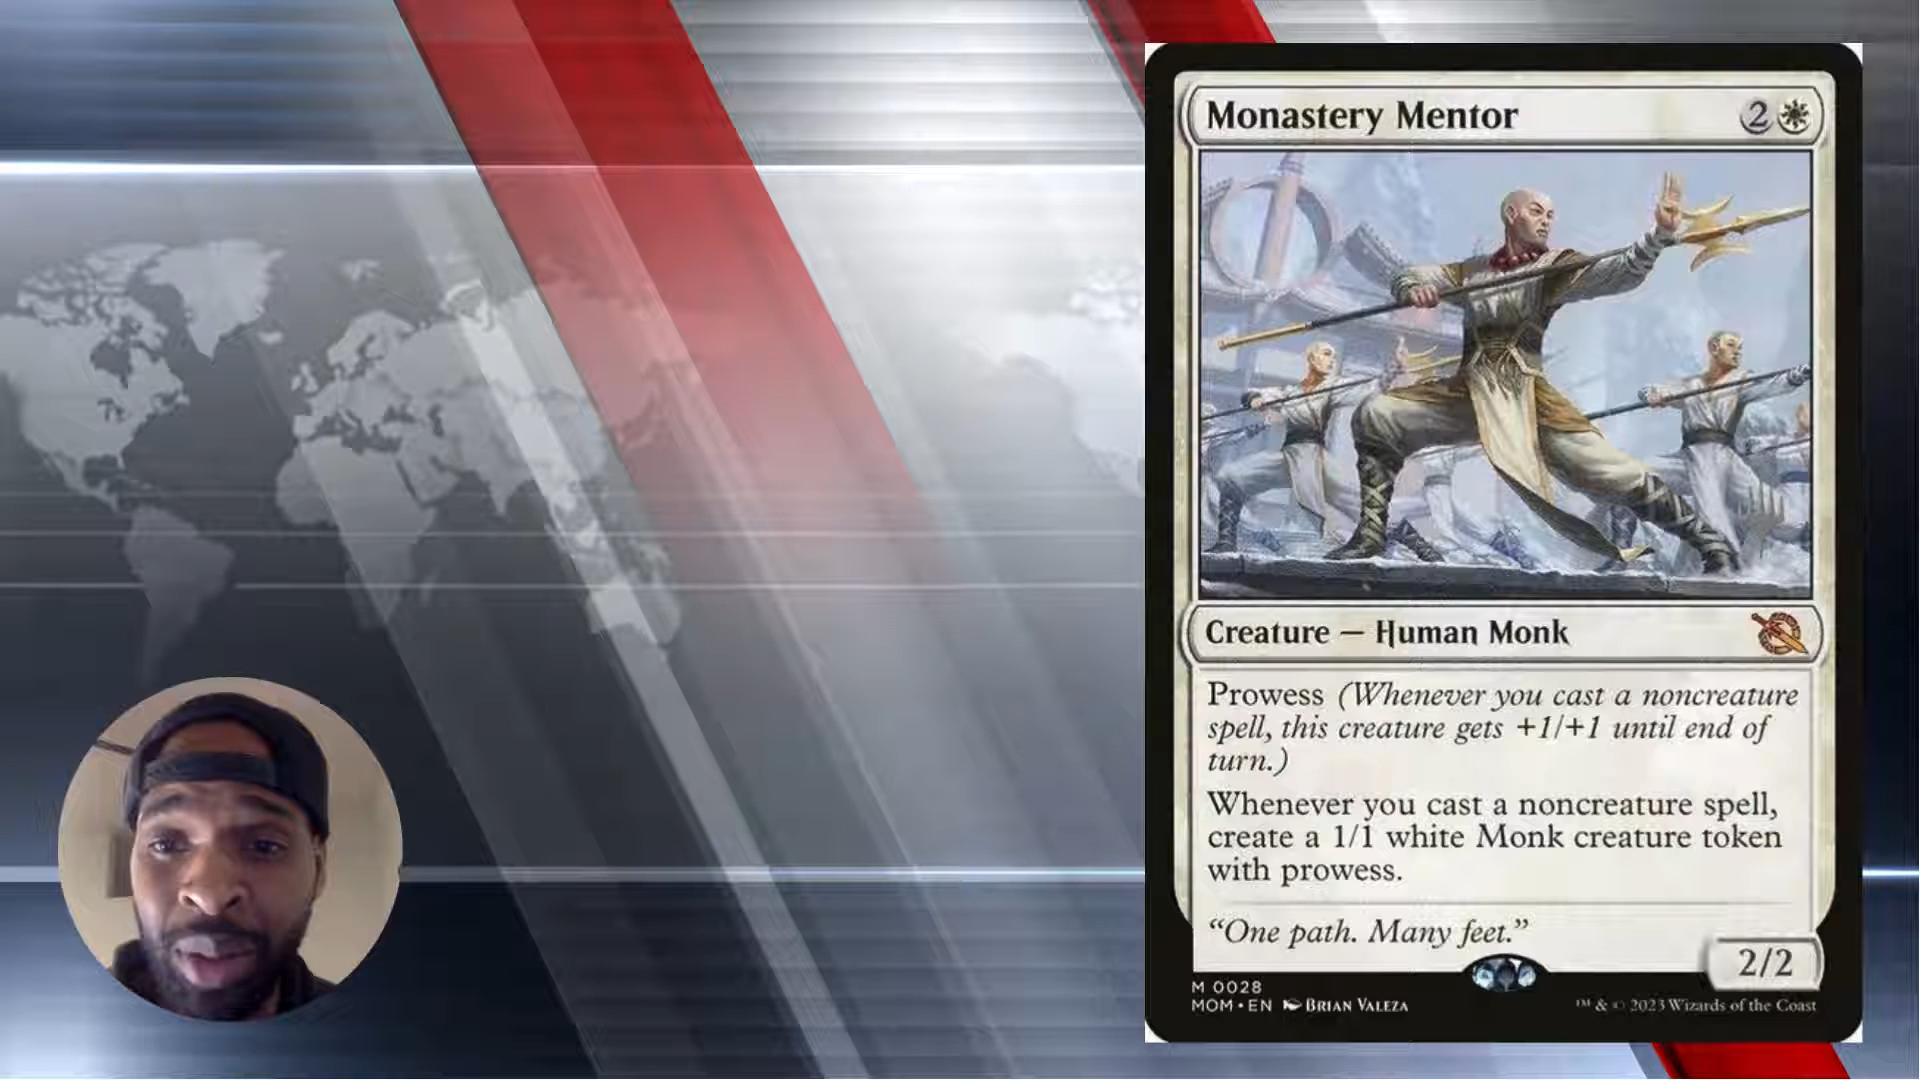 Monastery Mentor 2
Creature — Human Monk
Prowess (Whenever you cast a noncreature
spell, this creature gets +1/+1 until end of
turn.)
Whenever you cast a noncreature spell,
create a 1/1 white Monk creature token
with prowess.
“One path. Many feet.”
2/2
M 0028
MOM • EN BRIAN VALEZA
™ & © 2023 Wizards of the Coast